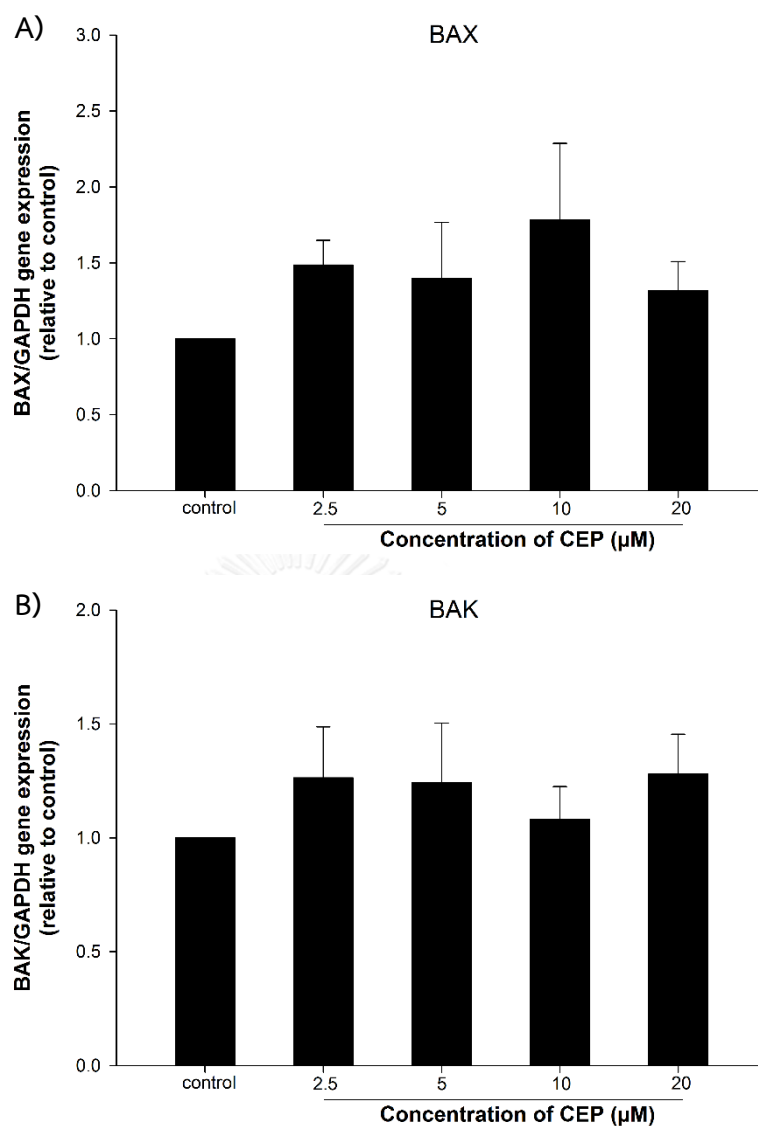 A)
BAX
3.0
2.5
2.0
1.5
1.0
0.5
0.0
BAX/GAPDH gene expression
(relative to control)
control 2.5 5 10 20
Concentration of CEP (µM)
B)
BAK
2.0
1.5
1.0
0.5
0.0
BAK/GAPDH gene expression
(relative to control)
control 2.5 5 10 20
Concentration of CEP (µM)